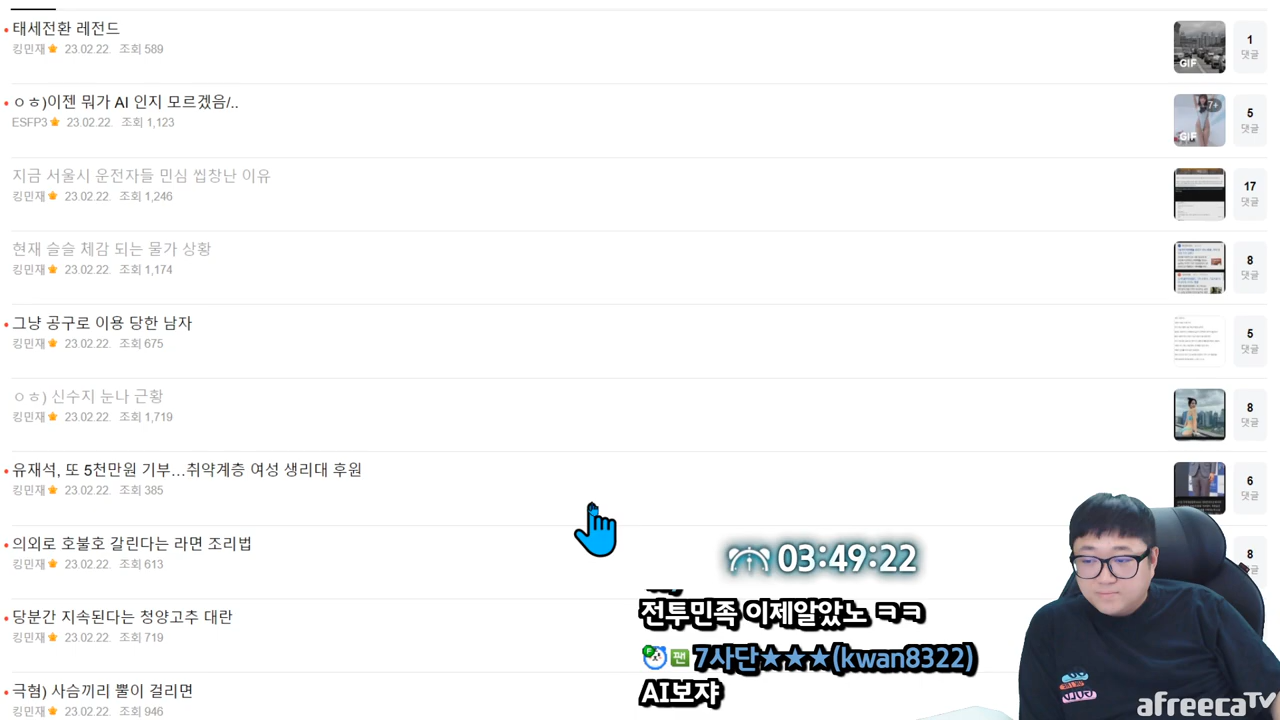 태세전환 레전드
킹민재 23.02.22. 조회 589
GIF
1
댓글
ㅇㅎ)이젠 뭐가 AI 인지 모르겠음/..
ESFP3 23.02.22. 조회 1,123
7+
GIF
5
댓글
지금 서울시 운전자들 민심 씹창난 이유
킹민재 23.02.22. 조회 1,246
17
댓글
현재 슬슬 체감 되는 물가 상황
킹민재 23.02.22. 조회 1,174
8
댓글
그냥 공구로 이용 당한 남자
킹민재 23.02.22. 조회 675
5
댓글
ㅇㅎ) 신수지 눈나 근황
킹민재 23.02.22. 조회 1,719
8
댓글
유재석, 또 5천만원 기부…취약계층 여성 생리대 후원
킹민재 23.02.22. 조회 385
6
댓글
의외로 호불호 갈린다는 라면 조리법
킹민재 23.02.22. 조회 613
8
당분간 지속된다는 청양고추 대란
킹민재 23.02.22. 조회 719
극혐) 사슴끼리 뿔이 걸리면
킹민재 23.02.22. 조회 946
03:49:22
전투민족 이제알았노 ㅋㅋ
F 팬 7사단★★★(kwan8322)
AI보쟈
afreecaTV